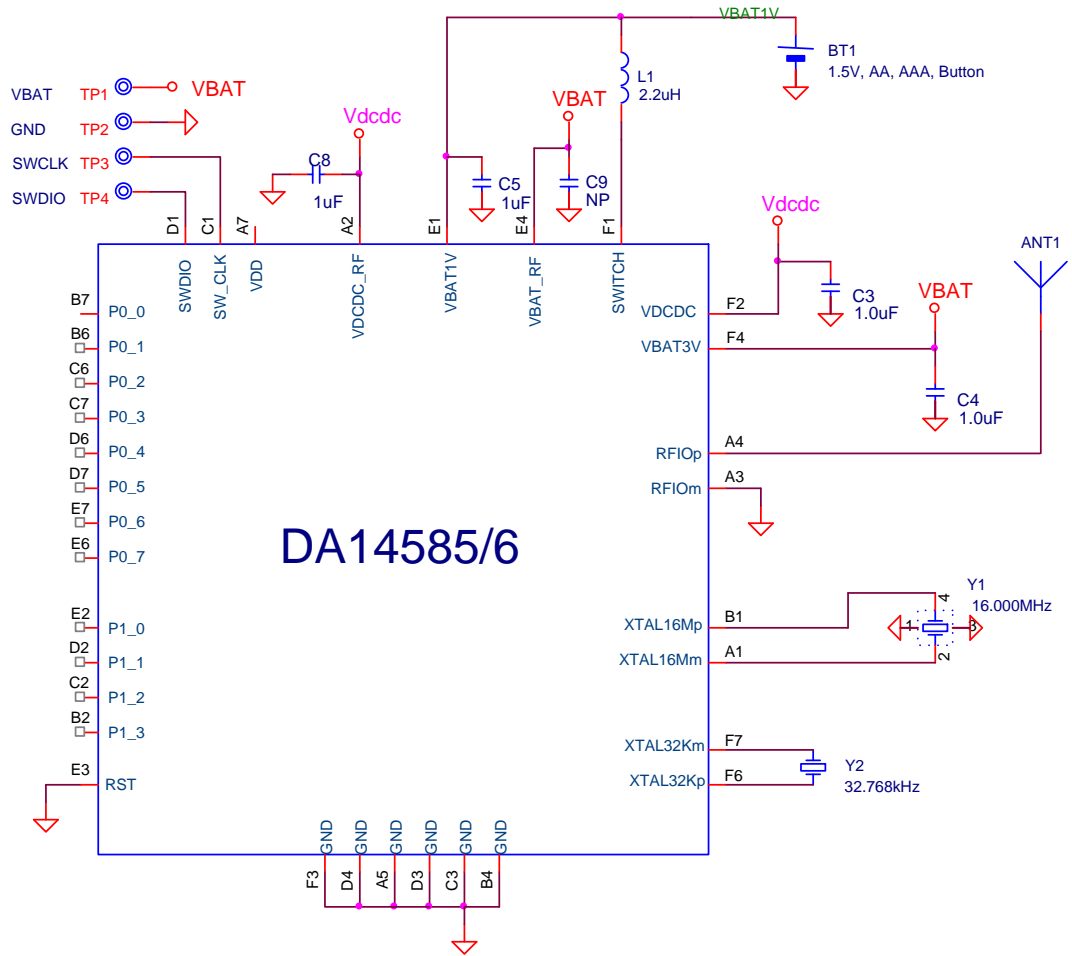 VBAT1V
BT1
1.5V, AA, AAA, Button
L1
2.2uH
VBAT TP1 VBAT
GND TP2
SWCLK TP3
SWDIO TP4
Vdcdc
C8
1uF
VBAT
C5
1uF
C9
NP
D1
C1
A7
A2
E1
E4
F1
SWDIO
SW_CLK
VDD
VDCDC_RF
VBAT1V
VBAT_RF
SWITCH
Vdcdc
ANT1
C3
1.0uF
VBAT
C4
1.0uF
B7 P0_0
B6 P0_1
C6 P0_2
C7 P0_3
D6 P0_4
D7 P0_5
E7 P0_6
E6 P0_7
E2 P1_0
D2 P1_1
C2 P1_2
B2 P1_3
E3 RST
DA14585/6
VDCDC F2
VBAT3V F4
RFIOp A4
RFIOm A3
XTAL16Mp B1
XTAL16Mm A1
XTAL32Km F7
XTAL32Kp F6
Y1
16.000MHz
4
1
3
2
Y2
32.768kHz
GND
GND
GND
GND
GND
GND
F3
D4
A5
D3
C3
B4